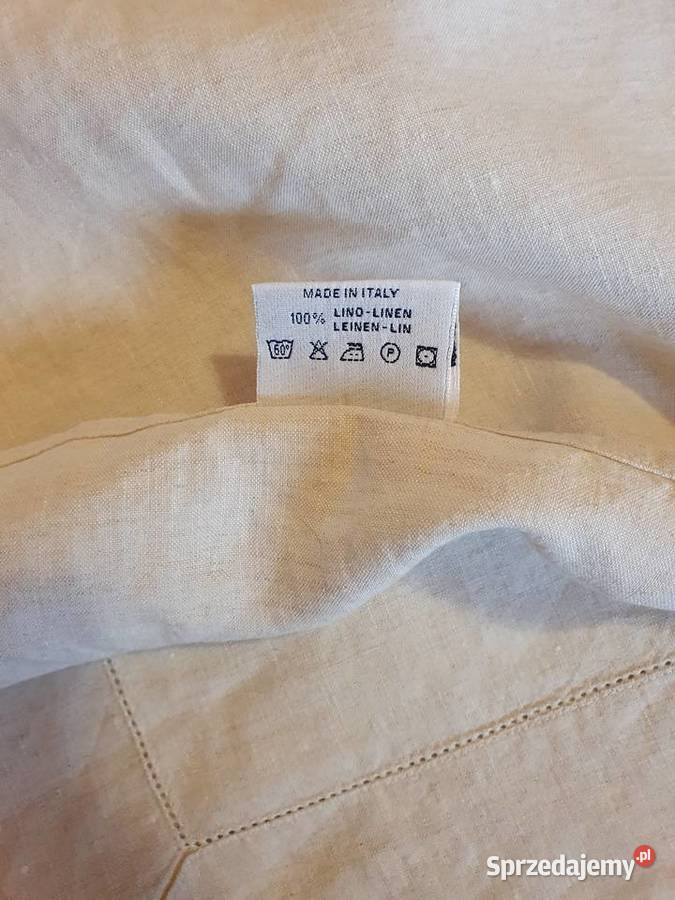 MADE IN ITALY
100% LINO-LINEN
LEINEN-LIN
60°
P
Sprzedajemy.pl